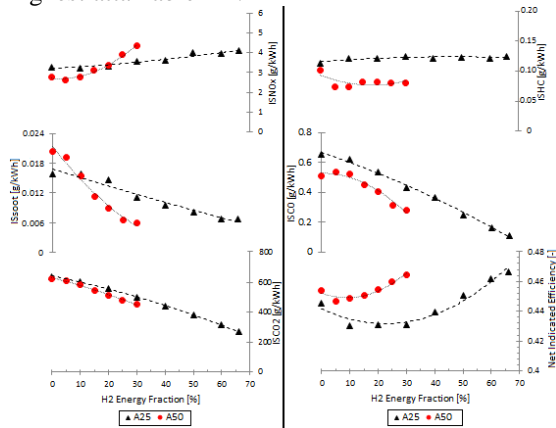 6
5
4
3
2
1
0
ISNOx [g/kWh]
0.20
0.15
0.10
0.05
0.00
ISHC [g/kWh]
0.024
0.018
0.012
0.006
0
ISsoot [g/kWh]
0.8
0.6
0.4
0.2
0
ISCO [g/kWh]
800
600
400
200
0
ISCO2 [g/kWh]
0.48
0.46
0.44
0.42
0.4
Net Indicated Efficiency [-]
0 10 20 30 40 50 60 70
H2 Energy Fraction [%]
A25 A50
0 10 20 30 40 50 60 70
H2 Energy Fraction [%]
A25 A50